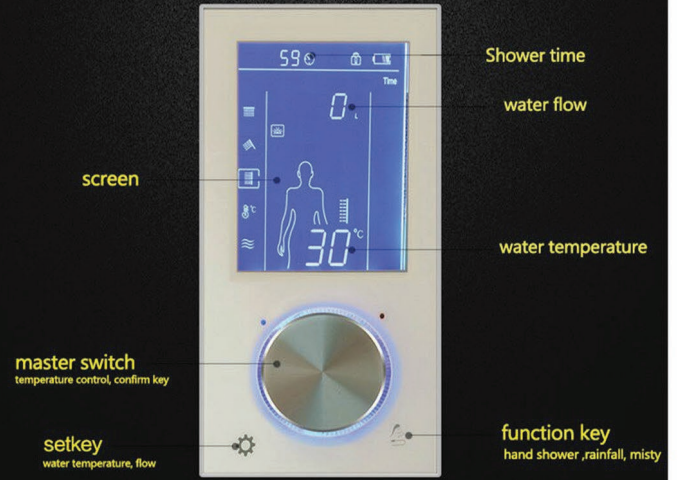 59
Shower time
Time
0 L
water flow
screen
°C
30 °C
water temperature
master switch
temperature control, confirm key
setkey
water temperature, flow
function key
hand shower ,rainfall, misty